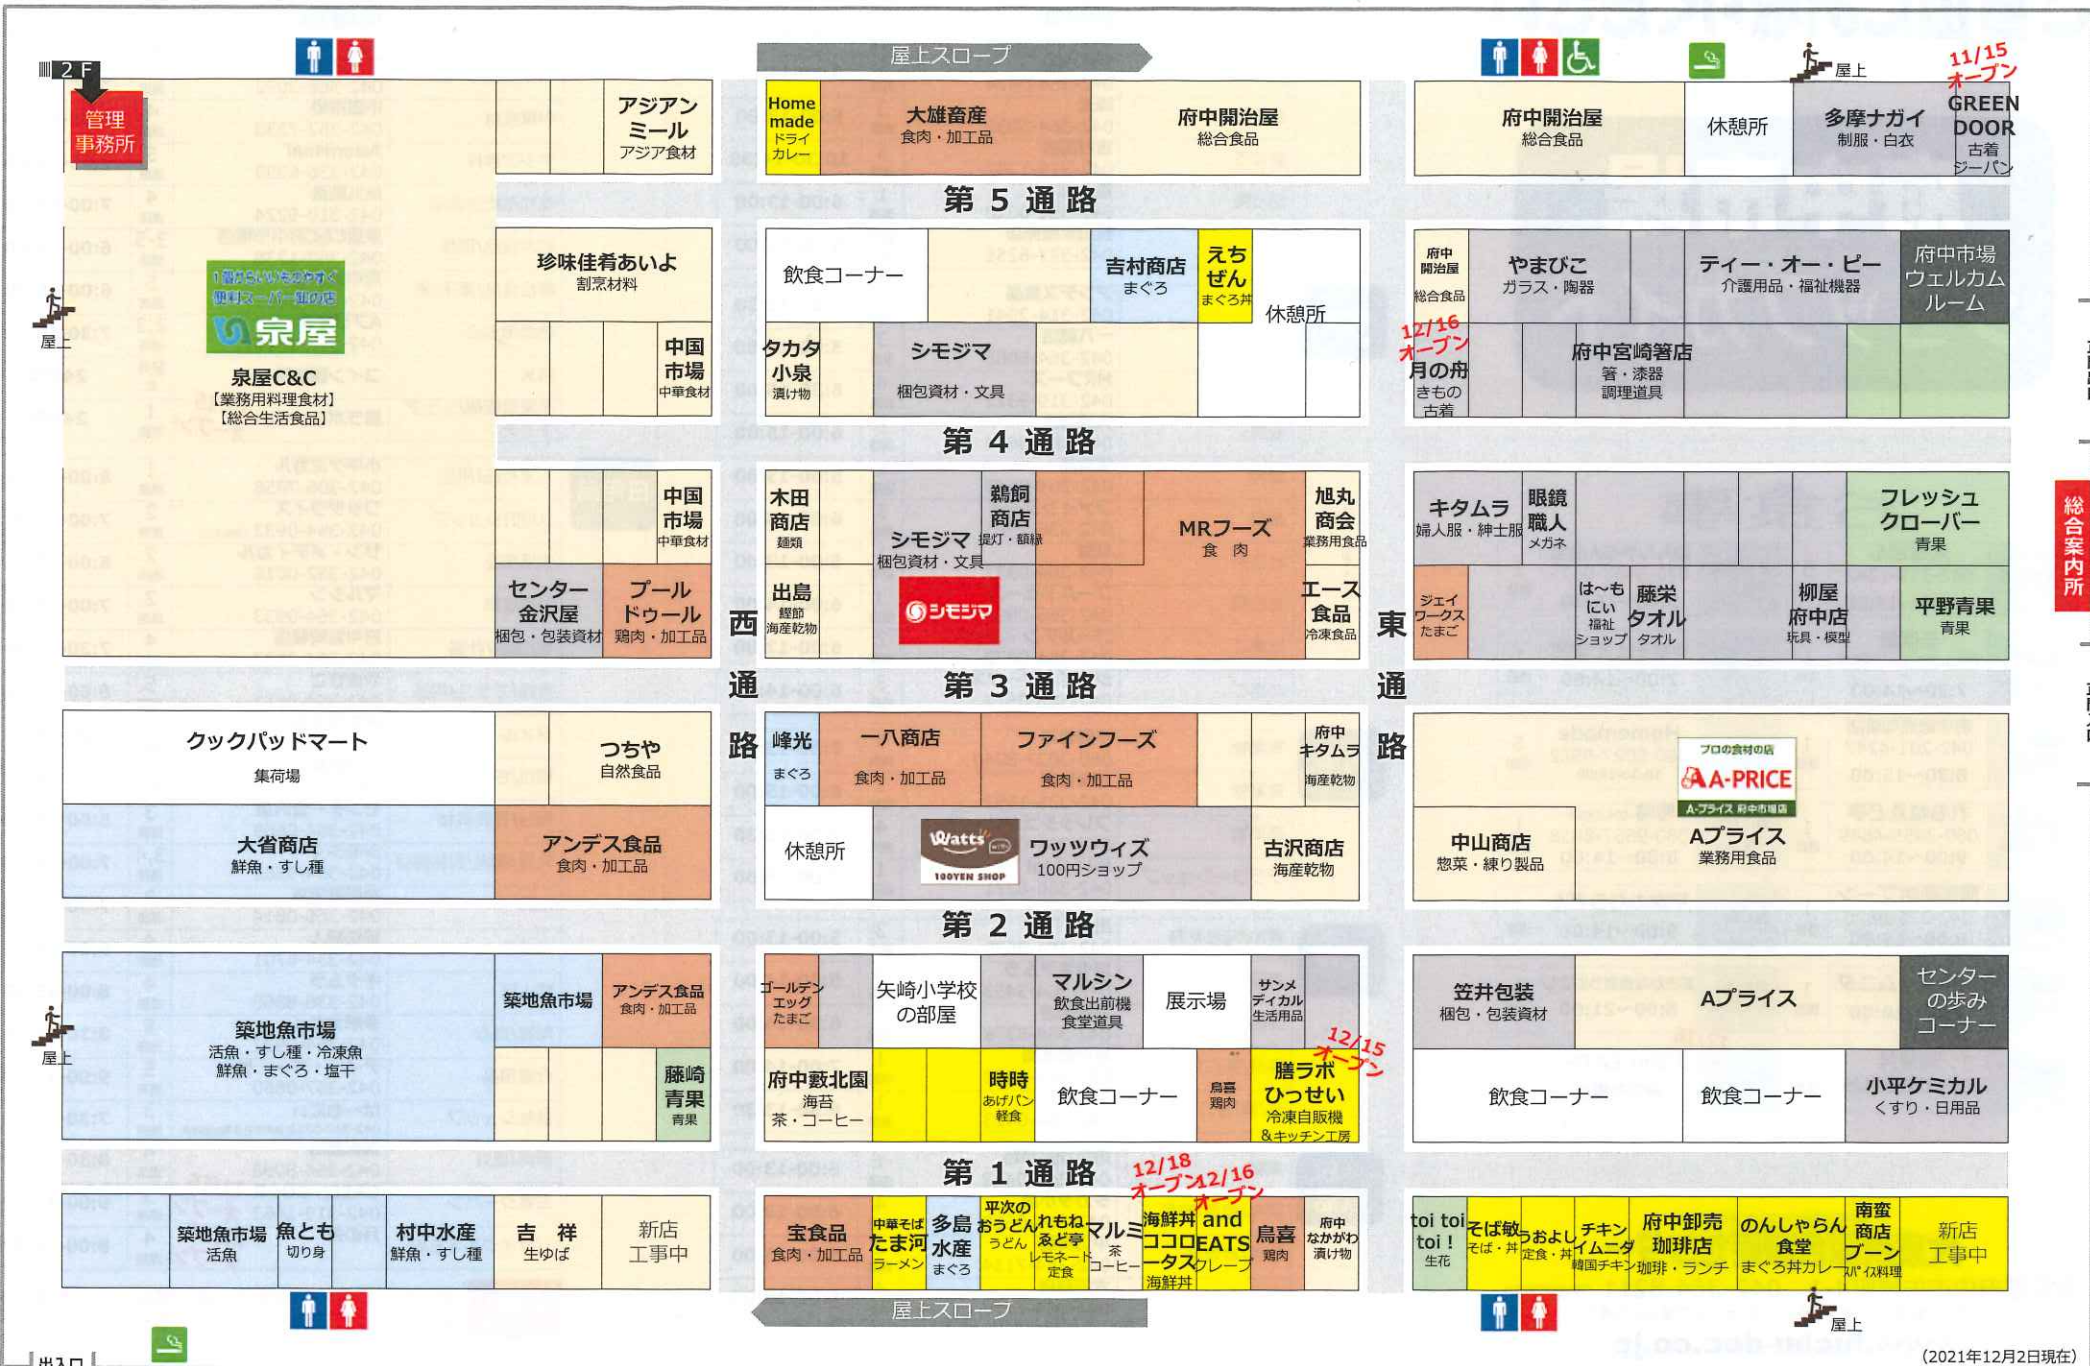 屋上スロープ
2F
管理
事務所
アジアン
ミール
アジア食材
Home
made
ドライ
カレー
大雄畜産
食肉・加工品
府中開治屋
総合食品
府中開治屋
総合食品
休憩所
屋上
多摩ナガイ
制服・白衣
11/15
オープン
GREEN
DOOR
古着
ジーパン
第5通路
屋上
1個からいいものやすく
便利スーパー卸の店
泉屋
泉屋C&C
【業務用料理食材】
【総合生活食品】
珍味佳肴あいよ
割烹材料
中国
市場
中華食材
飲食コーナー
吉村商店
まぐろ
えち
ぜん
まぐろ丼
休憩所
タカタ
小泉
漬け物
シモジマ
梱包資材・文具
府中
開治屋
総合食品
やまびこ
ガラス・陶器
ティー・オー・ピー
介護用品・福祉機器
府中市場
ウェルカム
ルーム
12/16
オープン
月の舟
きもの
古着
府中宮崎箸店
箸・漆器
調理道具
第4通路
中国
市場
中華食材
センター
金沢屋
梱包・包装資材
プール
ドゥール
鶏肉・加工品
木田
商店
麺類
シモジマ
梱包資材・文具
鵜飼
商店
提灯・額縁
MRフーズ
食肉
旭丸
商会
業務用食品
出島
鰹節
海産乾物
シモジマ
エース
食品
冷凍食品
キタムラ
婦人服・紳士服
眼鏡
職人
メガネ
フレッシュ
クローバー
青果
ジェイ
ワークス
たまご
は～も
にい
福祉
ショップ
藤栄
タオル
タオル
柳屋
府中店
玩具・模型
平野青果
青果
総合案内所
西通路
東通路
第3通路
クックパッドマート
集荷場
つちや
自然食品
大省商店
鮮魚・すし種
アンデス食品
食肉・加工品
峰光
まぐろ
一八商店
食肉・加工品
ファインフーズ
食肉・加工品
府中
キタムラ
海産乾物
休憩所
Watts
with
100YEN SHOP
ワッツウィズ
100円ショップ
古沢商店
海産乾物
プロの食材の店
A-PRICE
A-プライス 府中市場店
Aプライス
業務用食品
中山商店
惣菜・練り製品
第2通路
屋上
築地魚市場
活魚・すし種・冷凍魚
鮮魚・まぐろ・塩干
築地魚市場
アンデス食品
食肉・加工品
藤崎
青果
青果
ゴールデン
エッグ
たまご
矢崎小学校
の部屋
マルシン
飲食出前機
食堂道具
展示場
サンメ
ディカル
生活用品
府中藪北園
海苔
茶・コーヒー
時時
あげパン
軽食
飲食コーナー
鳥喜
鶏肉
12/15
オープン
膳ラボ
ひっせい
冷凍自販機
&キッチン工房
笠井包装
梱包・包装資材
Aプライス
センター
の歩み
コーナー
飲食コーナー
飲食コーナー
小平ケミカル
くすり・日用品
第1通路
築地魚市場
活魚
魚とも
切り身
村中水産
鮮魚・すし種
吉祥
生ゆば
新店
工事中
宝食品
食肉・加工品
中華そば
たま河
ラーメン
多島
水産
まぐろ
平次の
おうどん
うどん
れもね
ゑど亭
レモネード
定食
マルミ
茶
コーヒー
12/18
オープン
海鮮丼
ココロ
ータス
海鮮丼
12/16
オープン
and
EATS
クレープ
鳥喜
鶏肉
府中
なかがわ
漬け物
toi toi
toi！
生花
そば敏
そば・丼
うおよし
定食・丼
チキン
イムニダ
韓国チキン
府中卸売
珈琲店
珈琲・ランチ
のんしゃらん
食堂
まぐろ丼カレー
南蛮
商店
ブーン
スパイス料理
新店
工事中
屋上スロープ
屋上
出入口
(2021年12月2日現在)